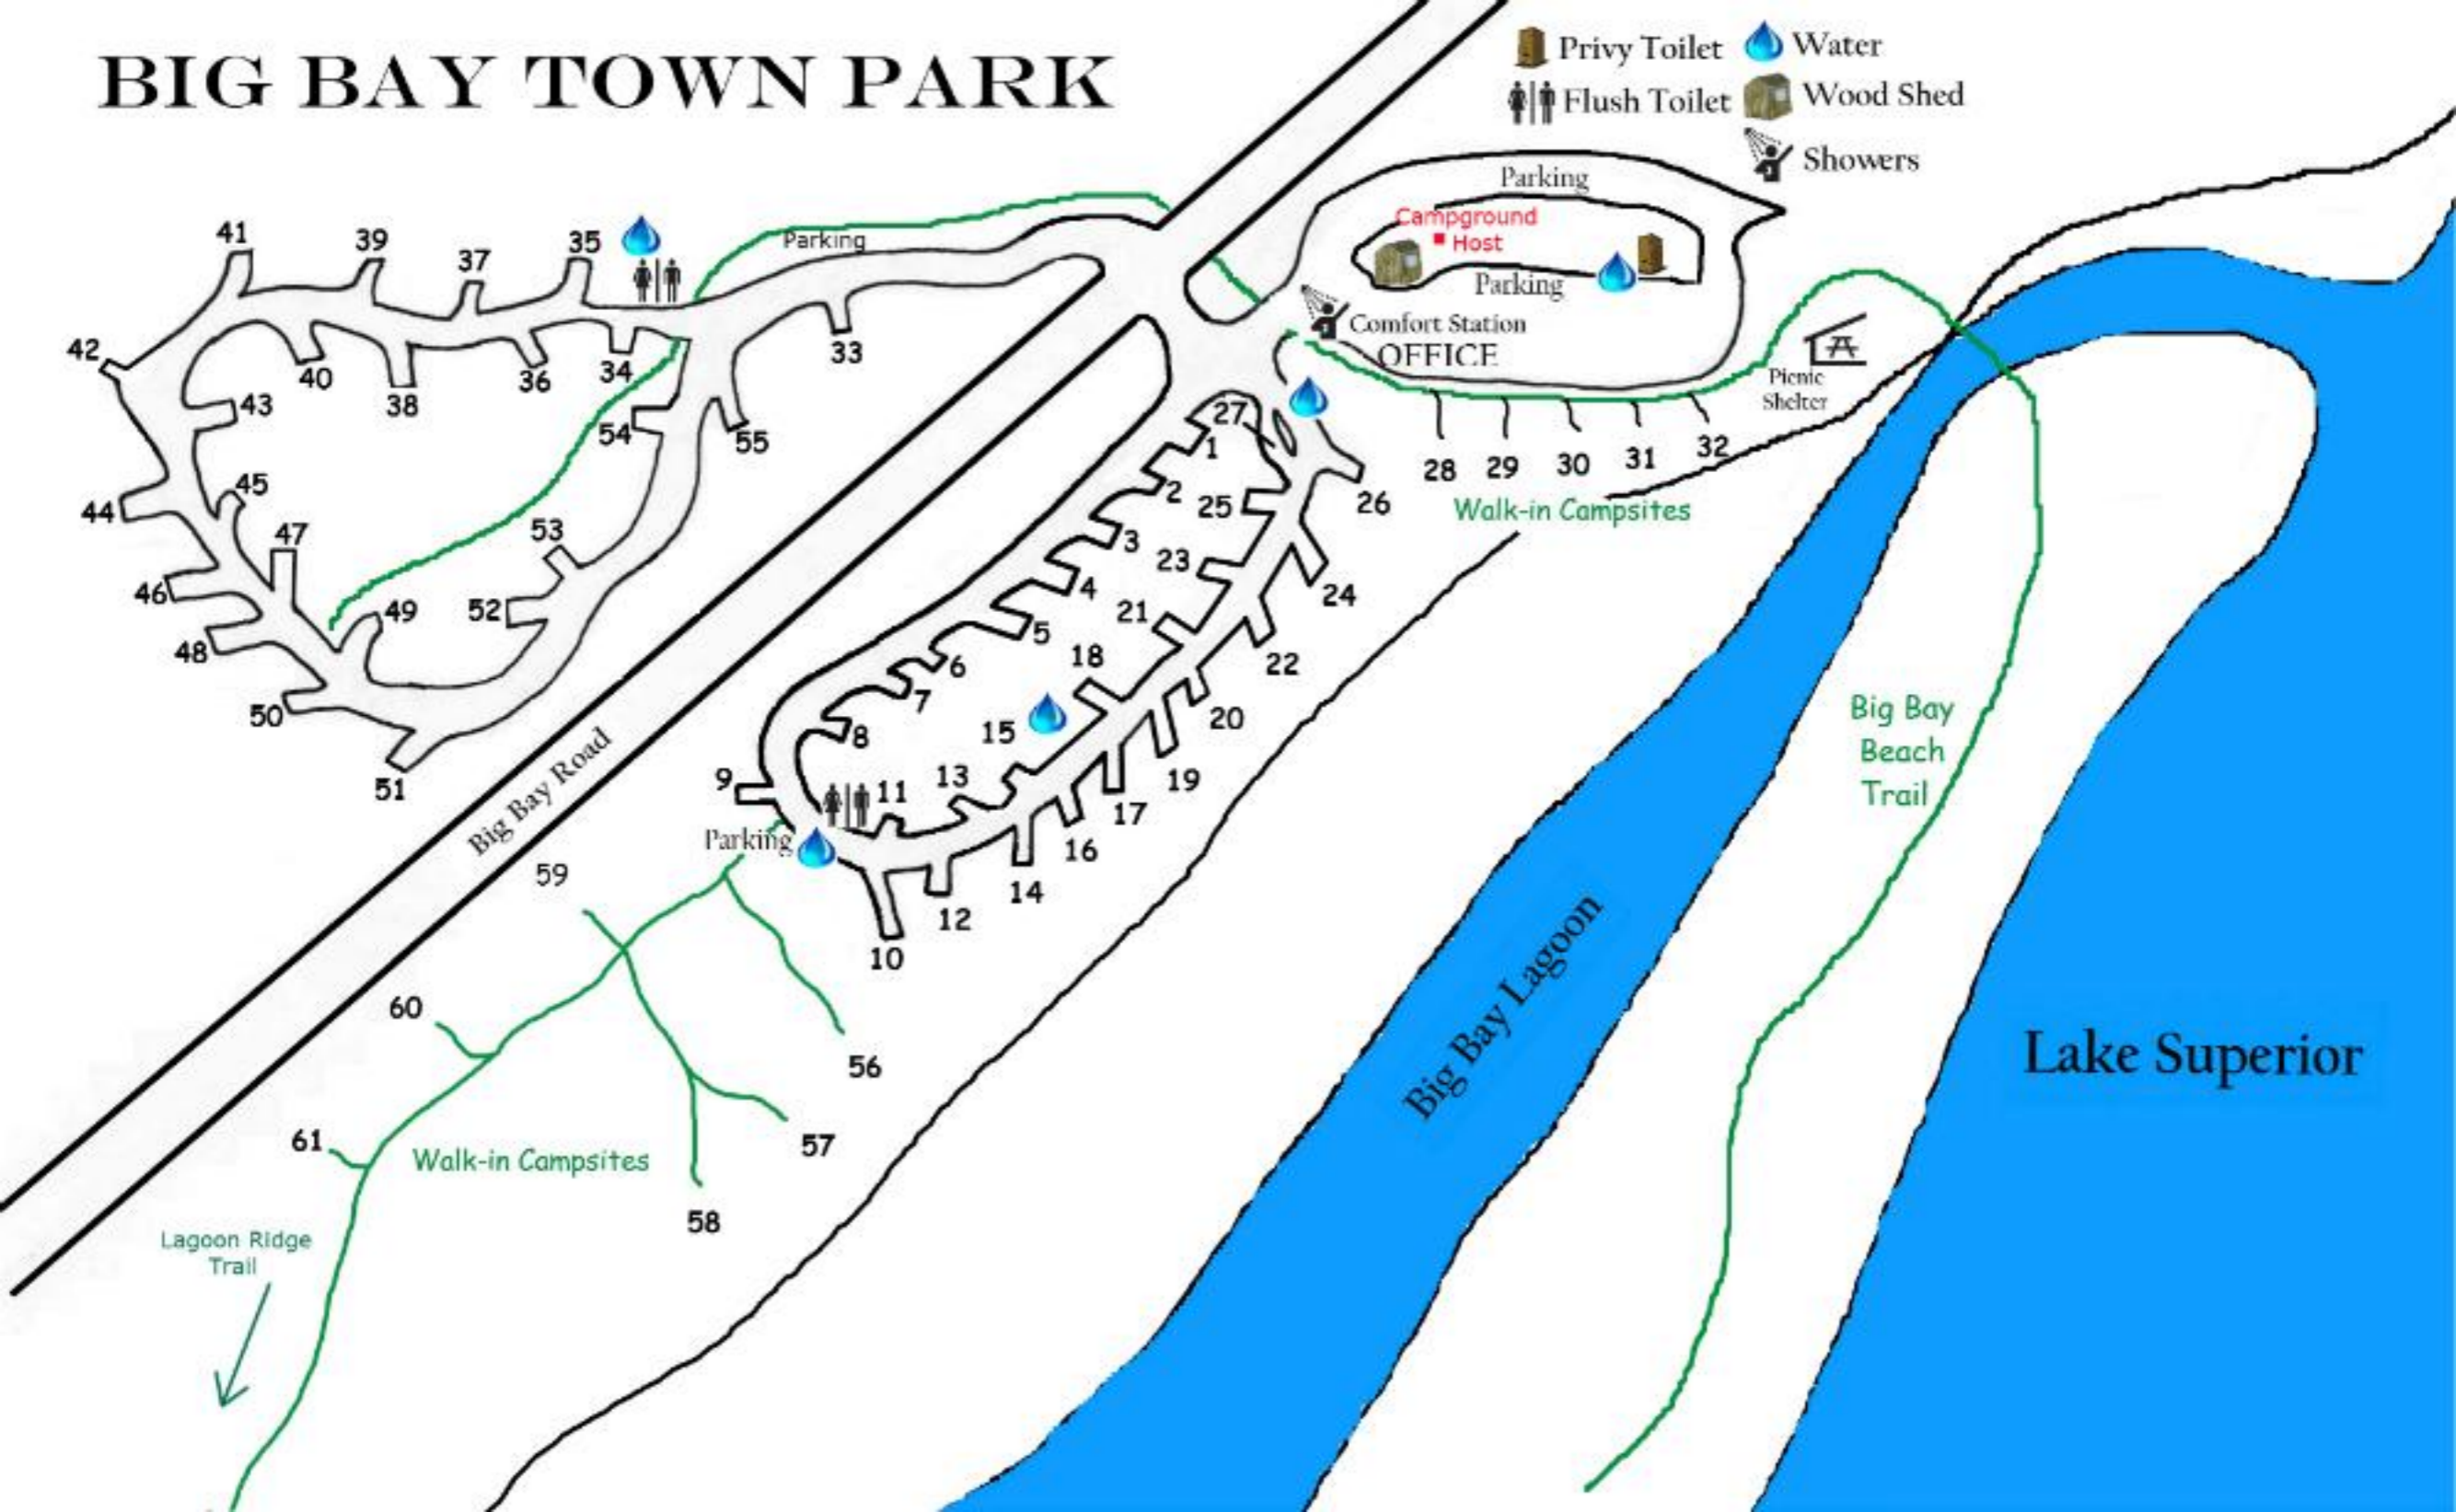 BIG BAY TOWN PARK
Privy Toilet
Water
Flush Toilet
Wood Shed
Showers
Parking
Campground
Host
Parking
Comfort Station
OFFICE
Picnic
Shelter
Parking
41
39
37
35
42
40
38
36
34
33
43
54
55
44
45
47
53
46
49
52
48
50
51
27
1
2
25
26
3
23
4
24
21
5
18
22
6
7
20
15
8
19
9
11
13
17
16
14
12
10
28
29
30
31
32
Walk-in Campsites
Big Bay Road
Parking
59
60
56
57
61
58
Walk-in Campsites
Lagoon Ridge
Trail
Big Bay
Beach
Trail
Big Bay Lagoon
Lake Superior